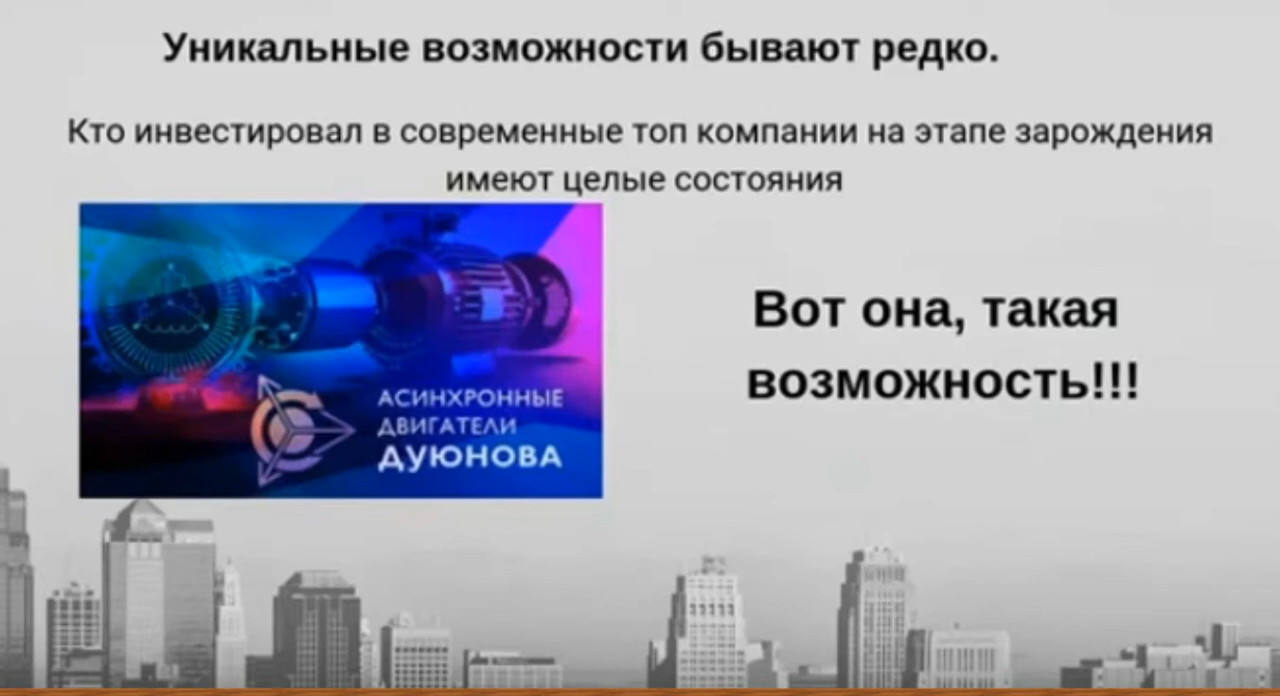 Уникальные возможности бывают редко.
Кто инвестировал в современные топ компании на этапе зарождения
имеют целые состояния
АСИНХРОННЫЕ
ДВИГАТЕЛИ
ДУЮНОВА
Вот она, такая
возможность!!!